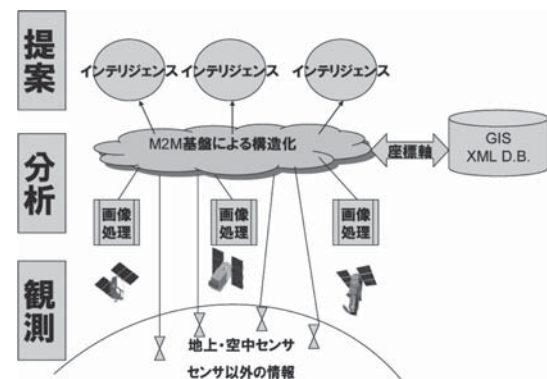 提案
インテリジェンス
インテリジェンス
インテリジェンス
M2M基盤による構造化
分析
座標軸
GIS
XML D.B.
画像
処理
画像
処理
画像
処理
観測
地上・空中センサ
センサ以外の情報